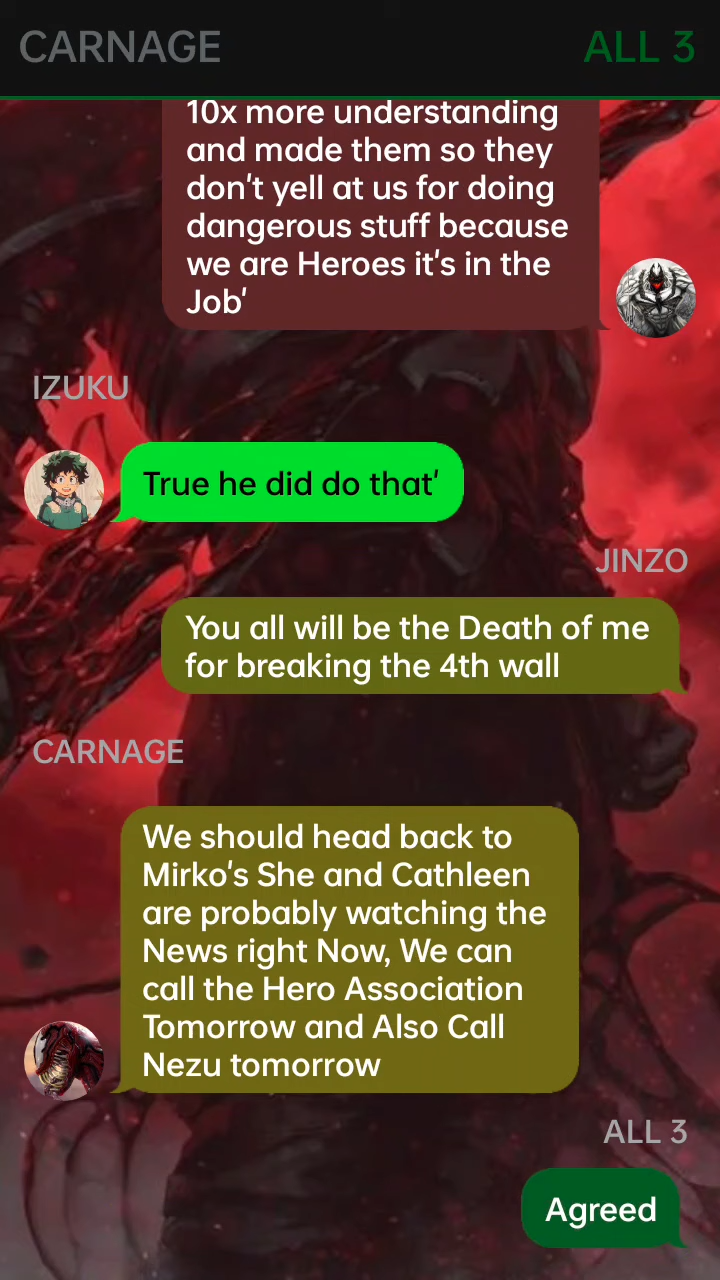 CARNAGE
ALL 3
10x more understanding
and made them so they
don't yell at us for doing
dangerous stuff because
we are Heroes it's in the
Job'
IZUKU
True he did do that'
JINZO
You all will be the Death of me
for breaking the 4th wall
CARNAGE
We should head back to
Mirko's She and Cathleen
are probably watching the
News right Now, We can
call the Hero Association
Tomorrow and Also Call
Nezu tomorrow
ALL 3
Agreed